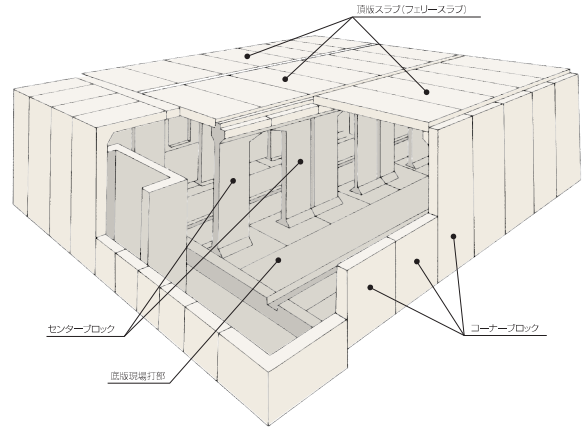 頂版スラブ(フェリースラブ)
センターブロック
コーナーブロック
底版現場打部